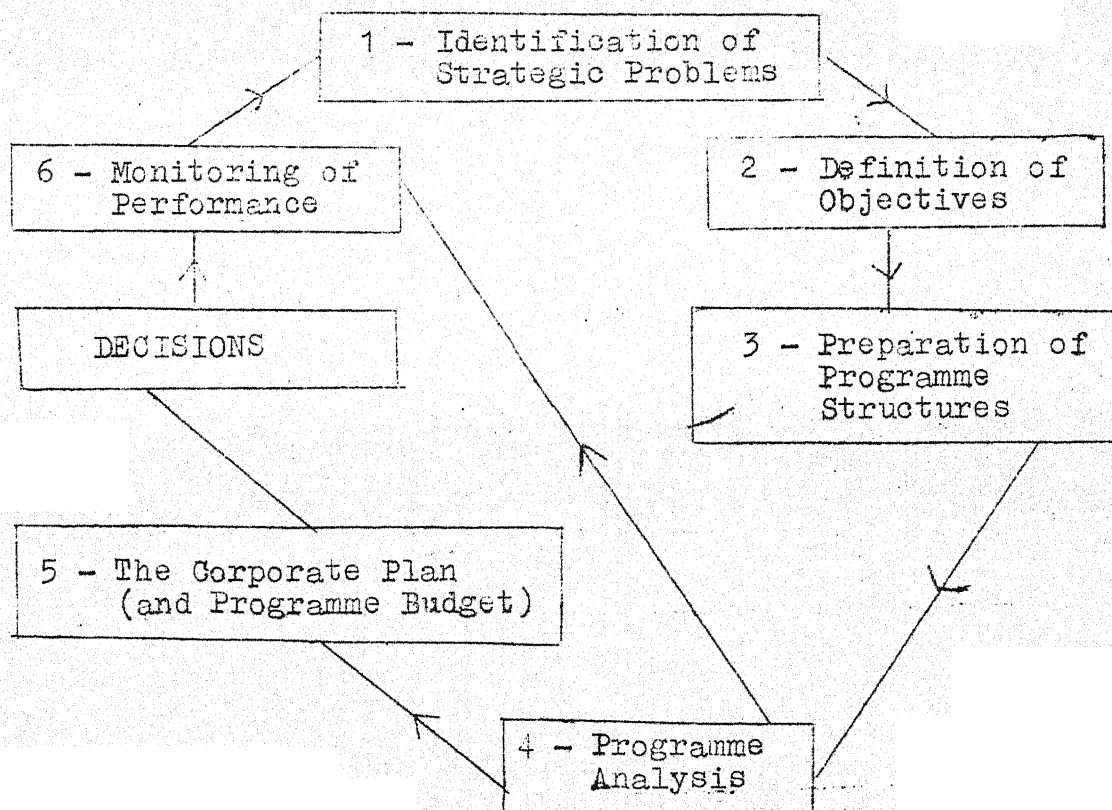 1 - Identification of
Strategic Problems
6 - Monitoring of
Performance
2 - Definition of
Objectives
DECISIONS
3 - Preparation of
Programme
Structures
5 - The Corporate Plan
(and Programme Budget)
4 - Programme
Analysis